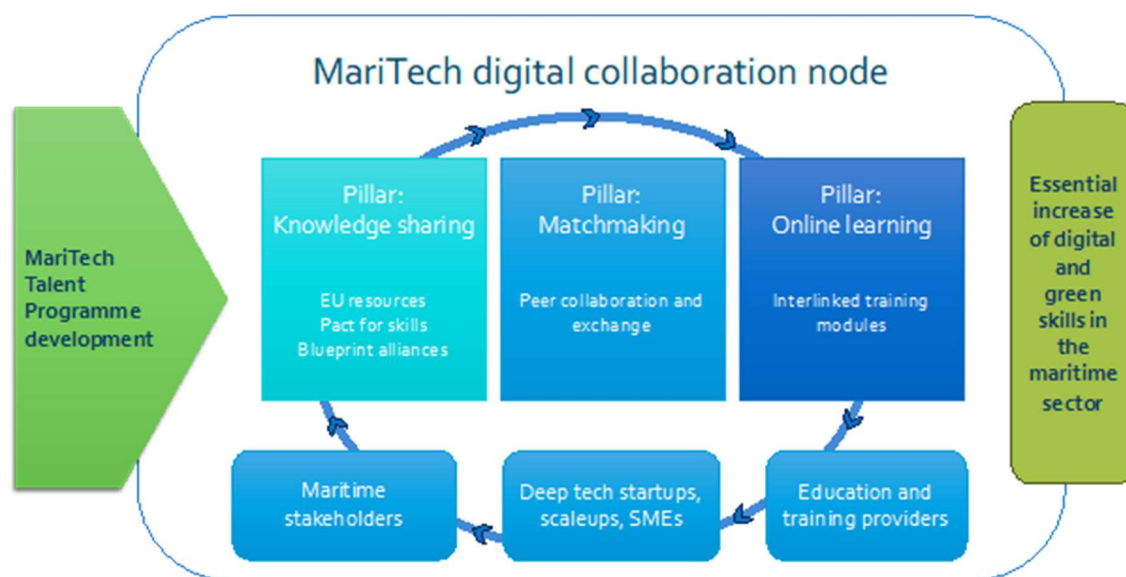 MariTech digital collaboration node
MariTech
Talent
Programme
development
Pillar:
Knowledge sharing
EU resources
Pact for skills
Blueprint alliances
Pillar:
Matchmaking
Peer collaboration and
exchange
Pillar:
Online learning
Interlinked training
modules
Maritime
stakeholders
Deep tech startups,
scaleups, SMEs
Education and
training providers
Essential
increase
of digital
and
green
skills in
the
maritime
sector